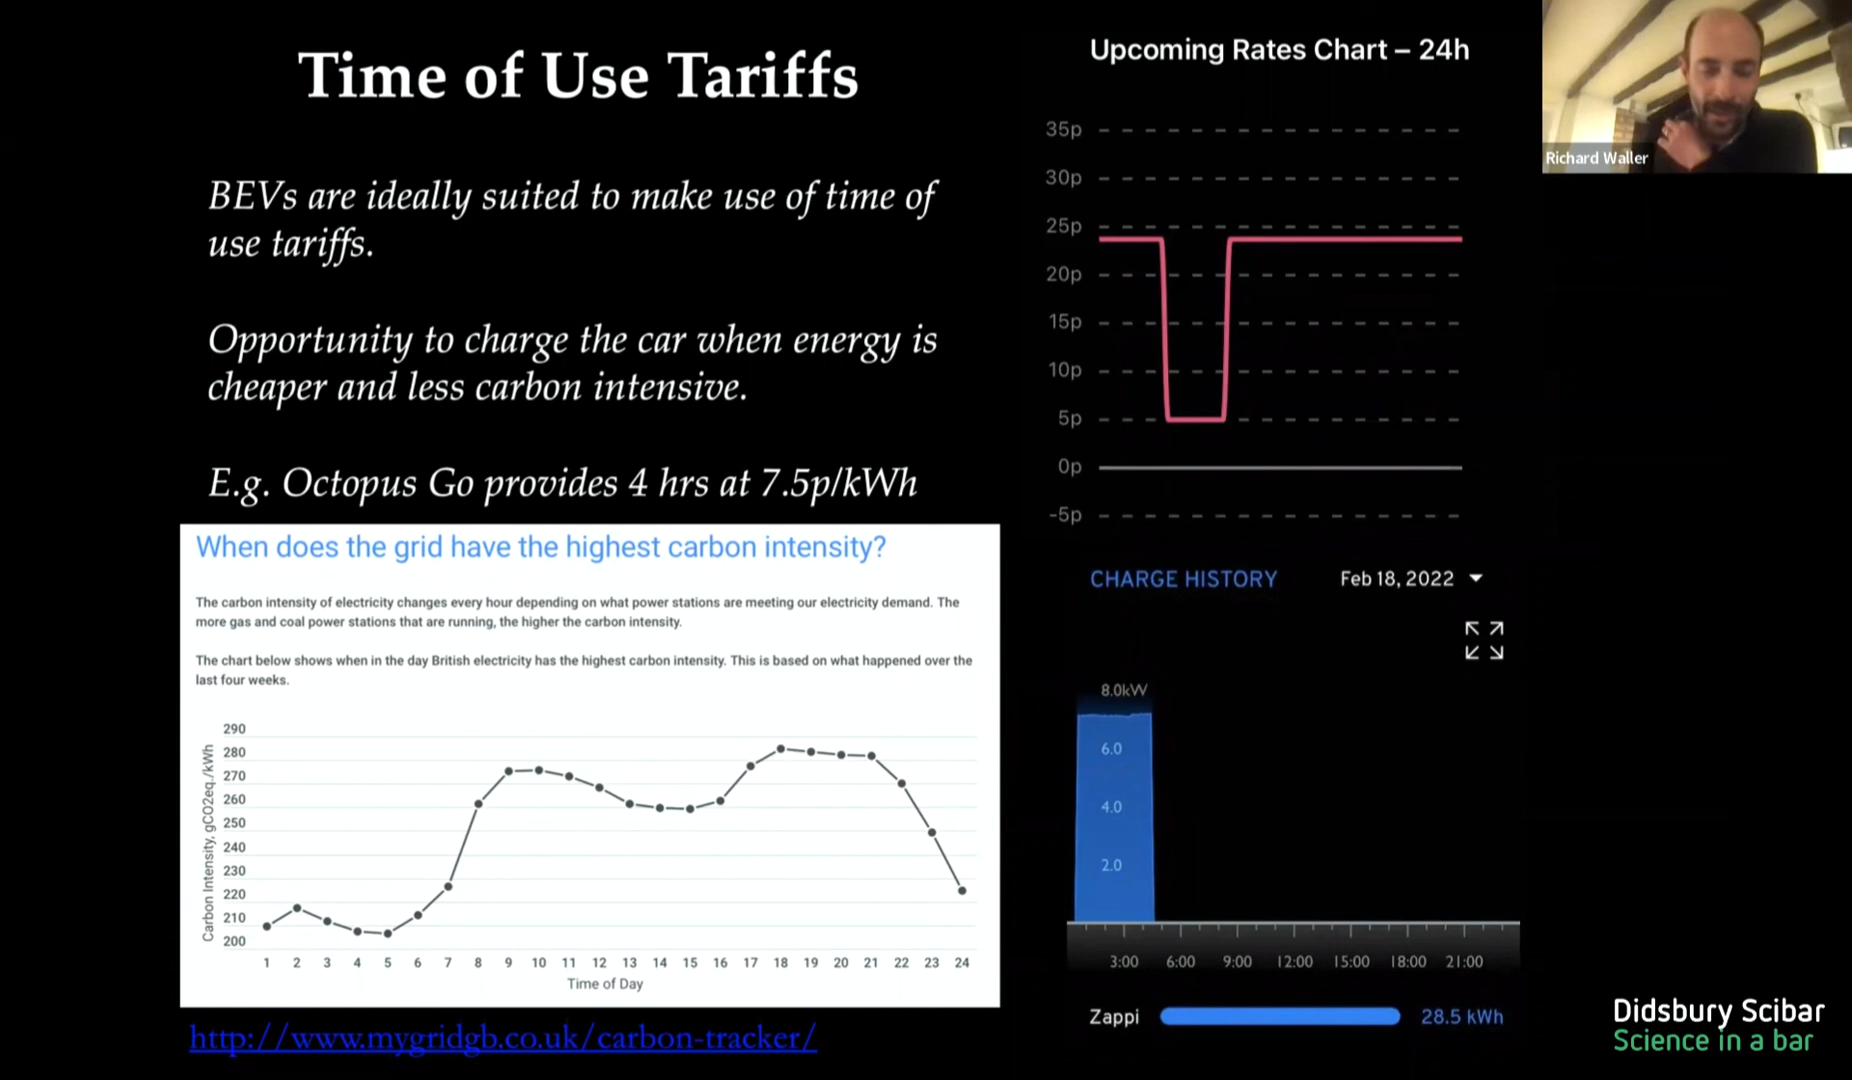 Time of Use Tariffs
BEVs are ideally suited to make use of time of
use tariffs.
Opportunity to charge the car when energy is
cheaper and less carbon intensive.
E.g. Octopus Go provides 4 hrs at 7.5p/kWh
When does the grid have the highest carbon intensity?
The carbon intensity of electricity changes every hour depending on what power stations are meeting our electricity demand. The
more gas and coal power stations that are running, the higher the carbon intensity.
The chart below shows when in the day British electricity has the highest carbon intensity. This is based on what happened over the
last four weeks.
Carbon Intensity, gCO2eq./kWh
290
280
270
260
250
240
230
220
210
200
1 2 3 4 5 6 7 8 9 10 11 12 13 14 15 16 17 18 19 20 21 22 23 24
Time of Day
http://www.mygridgb.co.uk/carbon-tracker/
Upcoming Rates Chart – 24h
35p
30p
25p
20p
15p
10p
5p
0p
-5p
CHARGE HISTORY Feb 18, 2022
8.0kW
6.0
4.0
2.0
3:00 6:00 9:00 12:00 15:00 18:00 21:00
Zappi 28.5 kWh
Richard Waller
Didsbury Scibar
Science in a bar